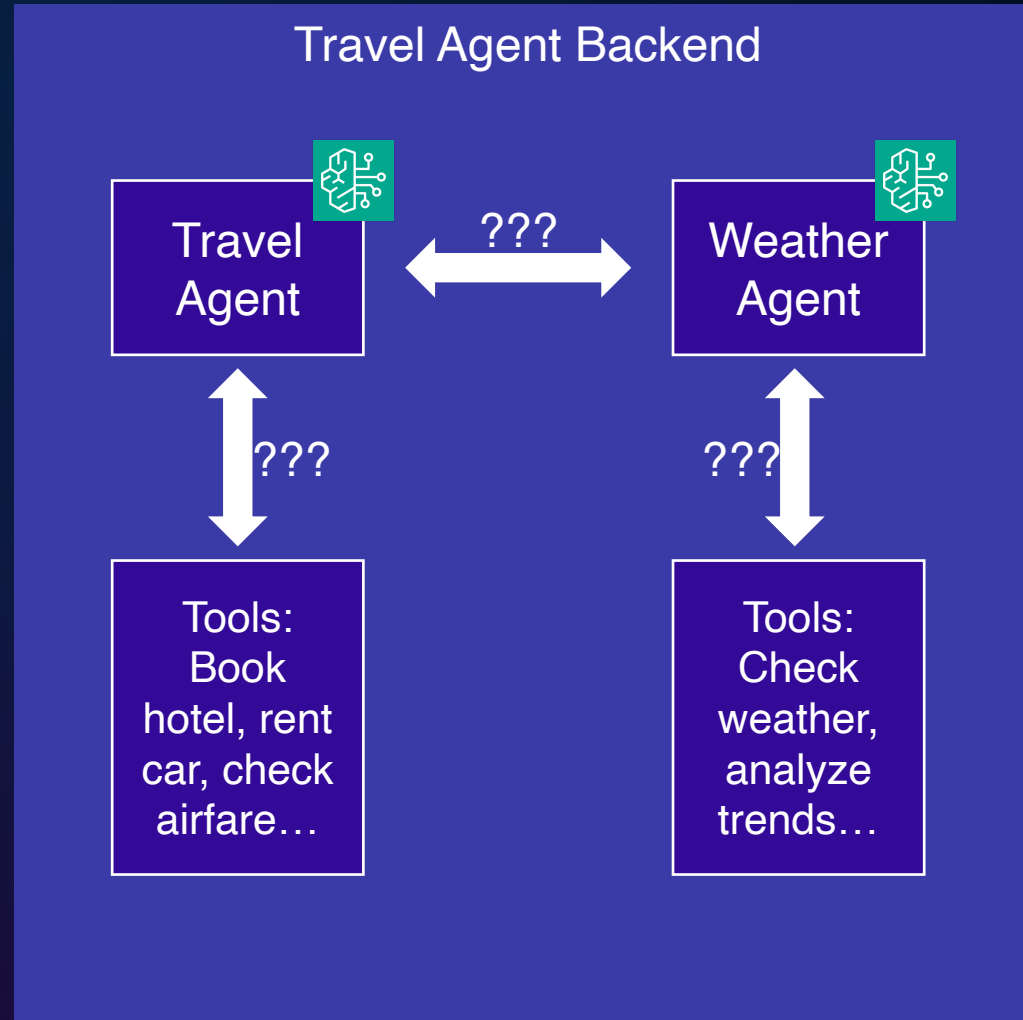 Travel Agent Backend
Travel
Agent
???
Weather
Agent
???
???
Tools:
Book
hotel, rent
car, check
airfare…
Tools:
Check
weather,
analyze
trends…